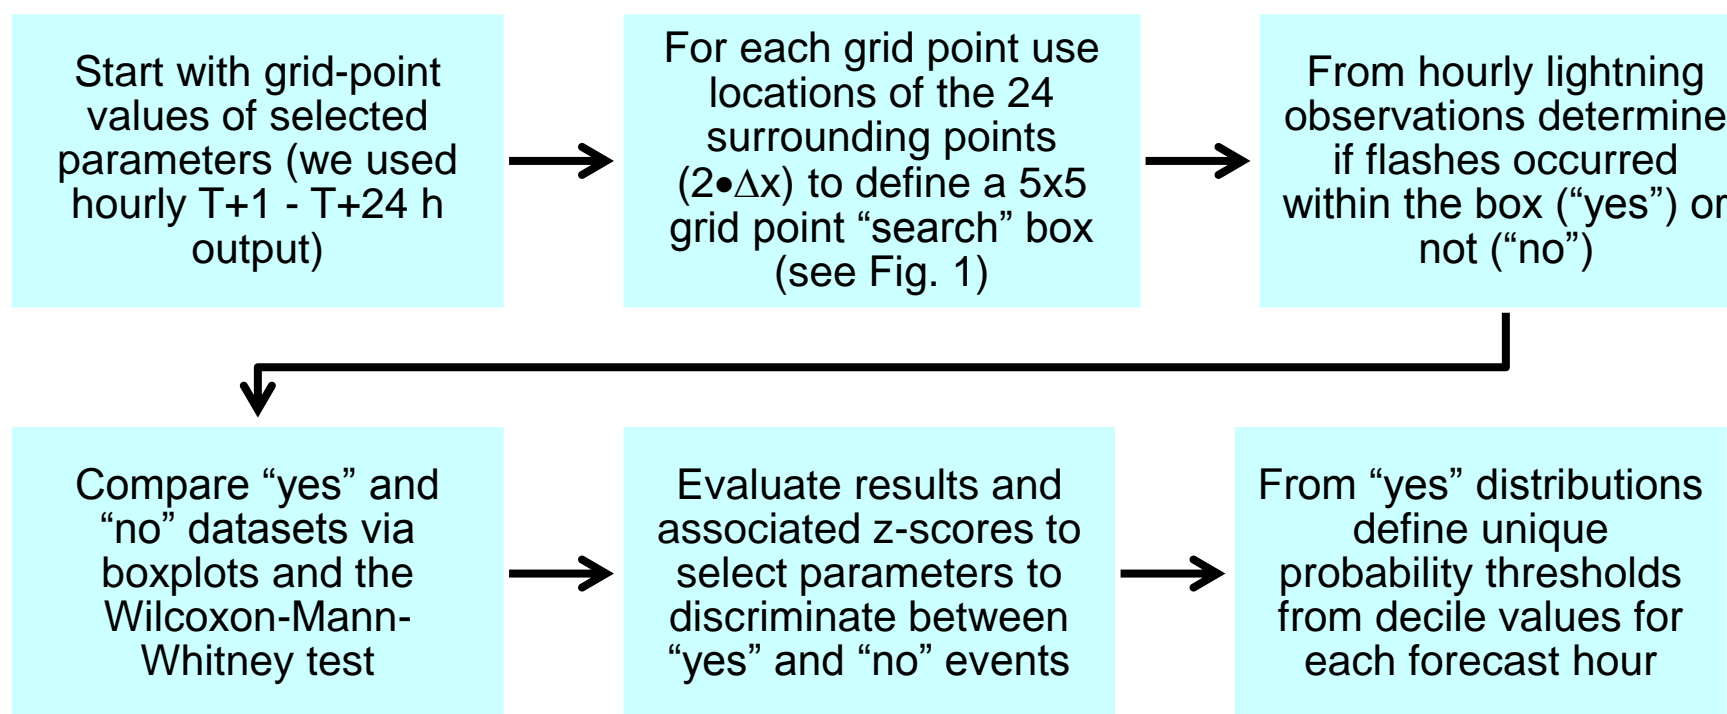 Start with grid-point
values of selected
parameters (we used
hourly T+1 - T+24 h
output)
For each grid point use
locations of the 24
surrounding points
(2•Δx) to define a 5x5
grid point “search” box
(see Fig. 1)
From hourly lightning
observations determine
if flashes occurred
within the box (“yes”) or
not (“no”)
Compare “yes” and
“no” datasets via
boxplots and the
Wilcoxon-Mann-
Whitney test
Evaluate results and
associated z-scores to
select parameters to
discriminate between
“yes” and “no” events
From “yes” distributions
define unique
probability thresholds
from decile values for
each forecast hour